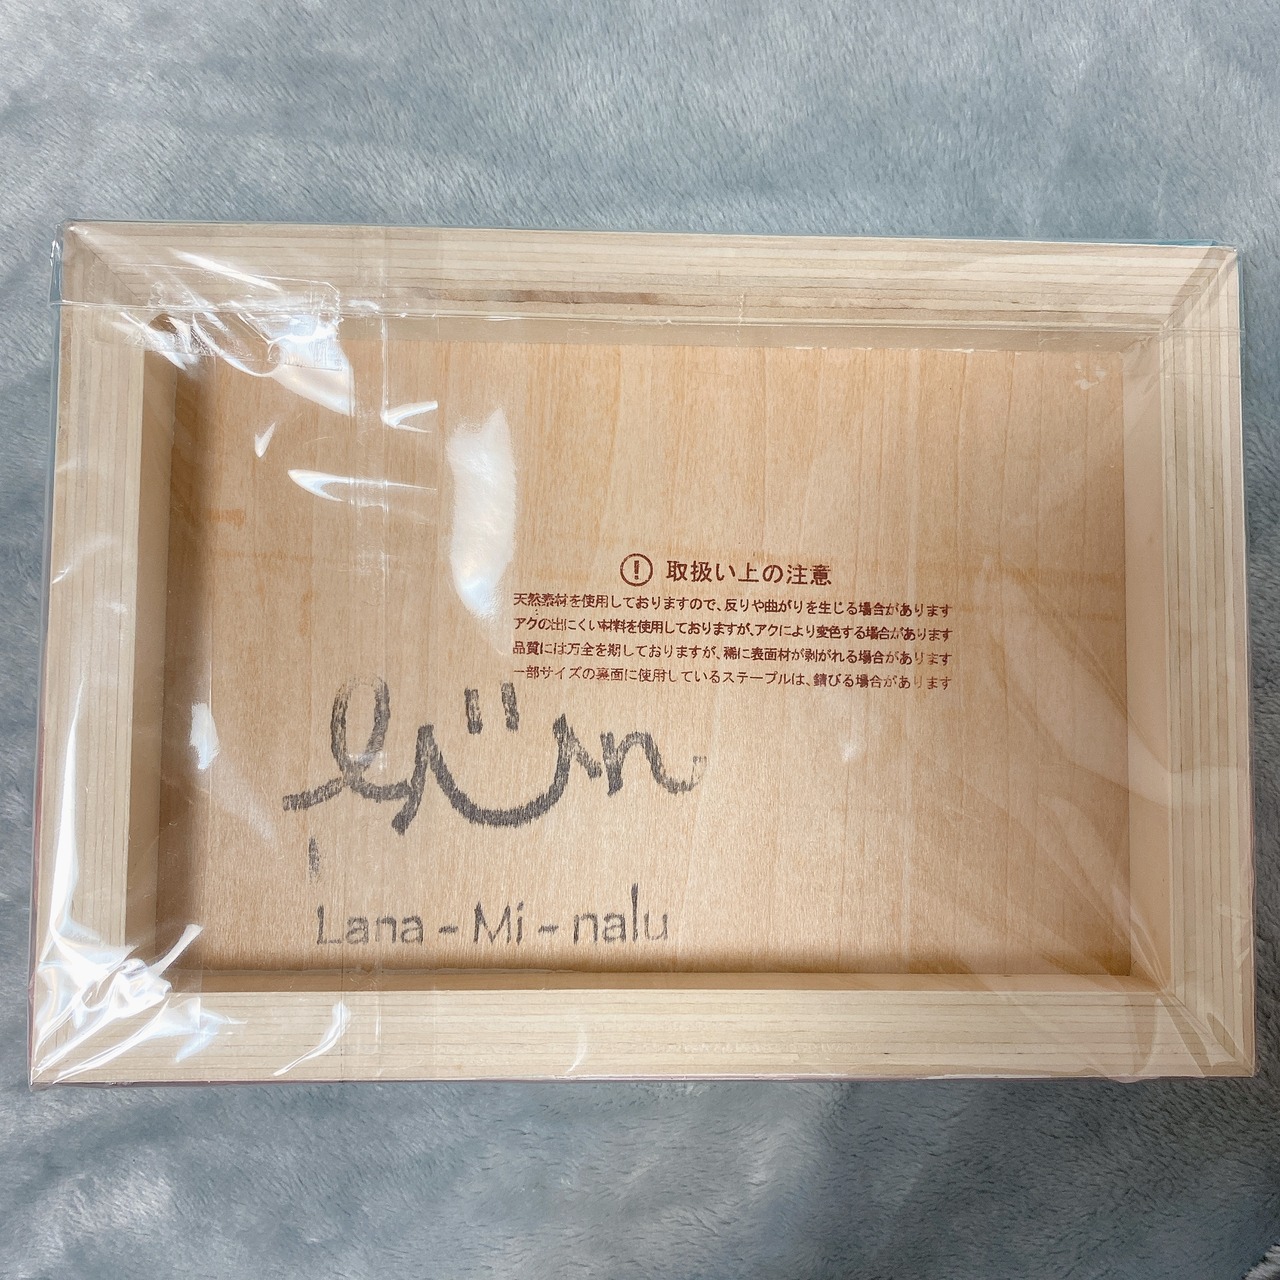 取扱い上の注意
天然素材を使用しておりますので、反りや曲がりを生じる場合があります
アクの出にくい材料を使用しておりますが、アクにより変色する場合があります
品質には万全を期しておりますが、稀に表面材が剥がれる場合があります
一部サイズの裏面に使用しているステープルは、錆びる場合があります
Lana - Mi - nalu